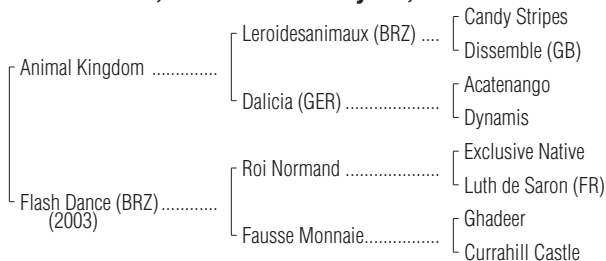 Candy Stripes
Leroidesanimaux (BRZ) ....
Dissemble (GB)
Animal Kingdom .............
Acatenango
Dalicia (GER) ...................
Dynamis
Exclusive Native
Roi Normand ...................
Luth de Saron (FR)
Flash Dance (BRZ) ...........
(2003)
Ghadeer
Fausse Monnaie...............
Currahill Castle